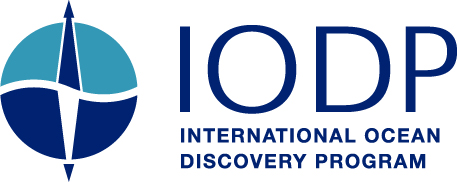 IODP
INTERNATIONAL OCEAN
DISCOVERY PROGRAM